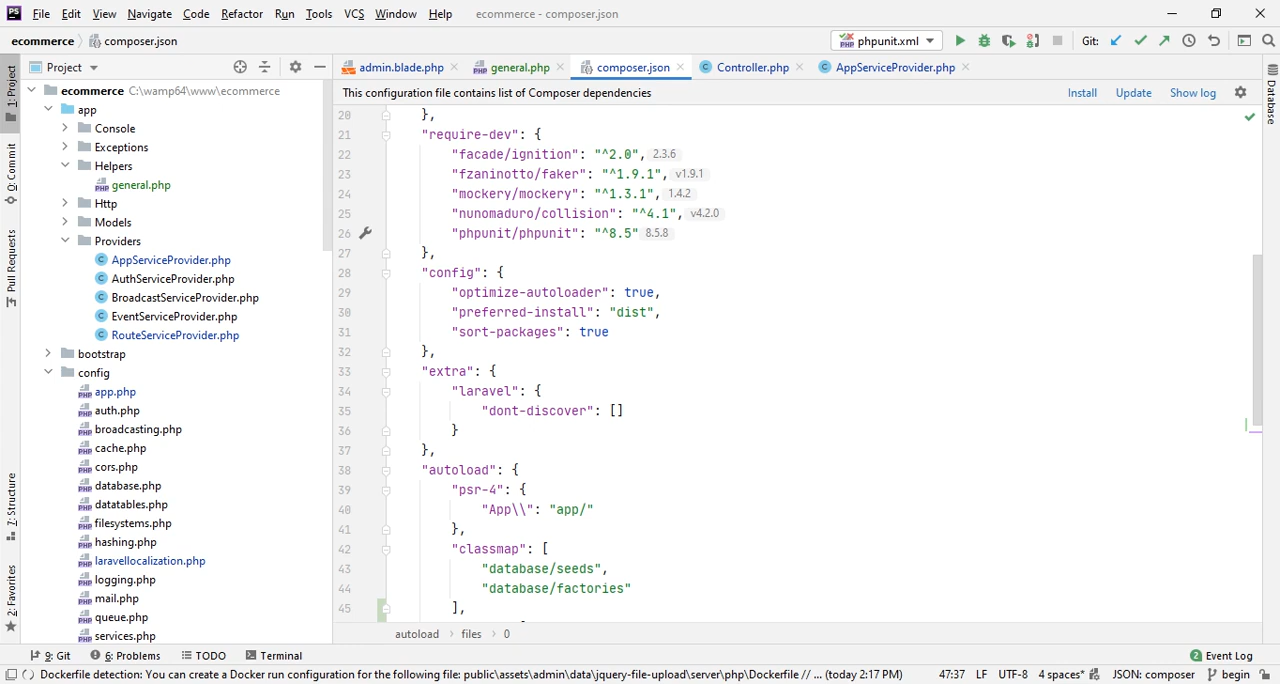 PS File Edit View Navigate Code Refactor Run Tools VCS Window Help ecommerce - composer.json
ecommerce composer.json phpunit.xml Git:
Project
admin.blade.php general.php composer.json Controller.php AppServiceProvider.php
This configuration file contains list of Composer dependencies Install Update Show log
1: Project
0: Commit
Pull Requests
7: Structure
2: Favorites
Database
ecommerce C:\wamp64\www\ecommerce
app
Console
Exceptions
Helpers
general.php
Http
Models
Providers
AppServiceProvider.php
AuthServiceProvider.php
BroadcastServiceProvider.php
EventServiceProvider.php
RouteServiceProvider.php
bootstrap
config
app.php
auth.php
broadcasting.php
cache.php
cors.php
database.php
datatables.php
filesystems.php
hashing.php
laravellocalization.php
logging.php
mail.php
queue.php
services.php
20 },
21 "require-dev": {
22 "facade/ignition": "^2.0", 2.3.6
23 "fzaninotto/faker": "^1.9.1", v1.9.1
24 "mockery/mockery": "^1.3.1", 1.4.2
25 "nunomaduro/collision": "^4.1", v4.2.0
26 "phpunit/phpunit": "^8.5" 8.5.8
27 },
28 "config": {
29 "optimize-autoloader": true,
30 "preferred-install": "dist",
31 "sort-packages": true
32 },
33 "extra": {
34 "laravel": {
35 "dont-discover": []
36 }
37 },
38 "autoload": {
39 "psr-4": {
40 "App\\": "app/"
41 },
42 "classmap": [
43 "database/seeds",
44 "database/factories"
45 ],
autoload › files › 0
9: Git 6: Problems TODO Terminal 2 Event Log
Dockerfile detection: You can create a Docker run configuration for the following file: public\assets\admin\data\jquery-file-upload\server\php\Dockerfile // ... (today 2:17 PM) 47:37 LF UTF-8 4 spaces* JSON: composer begin